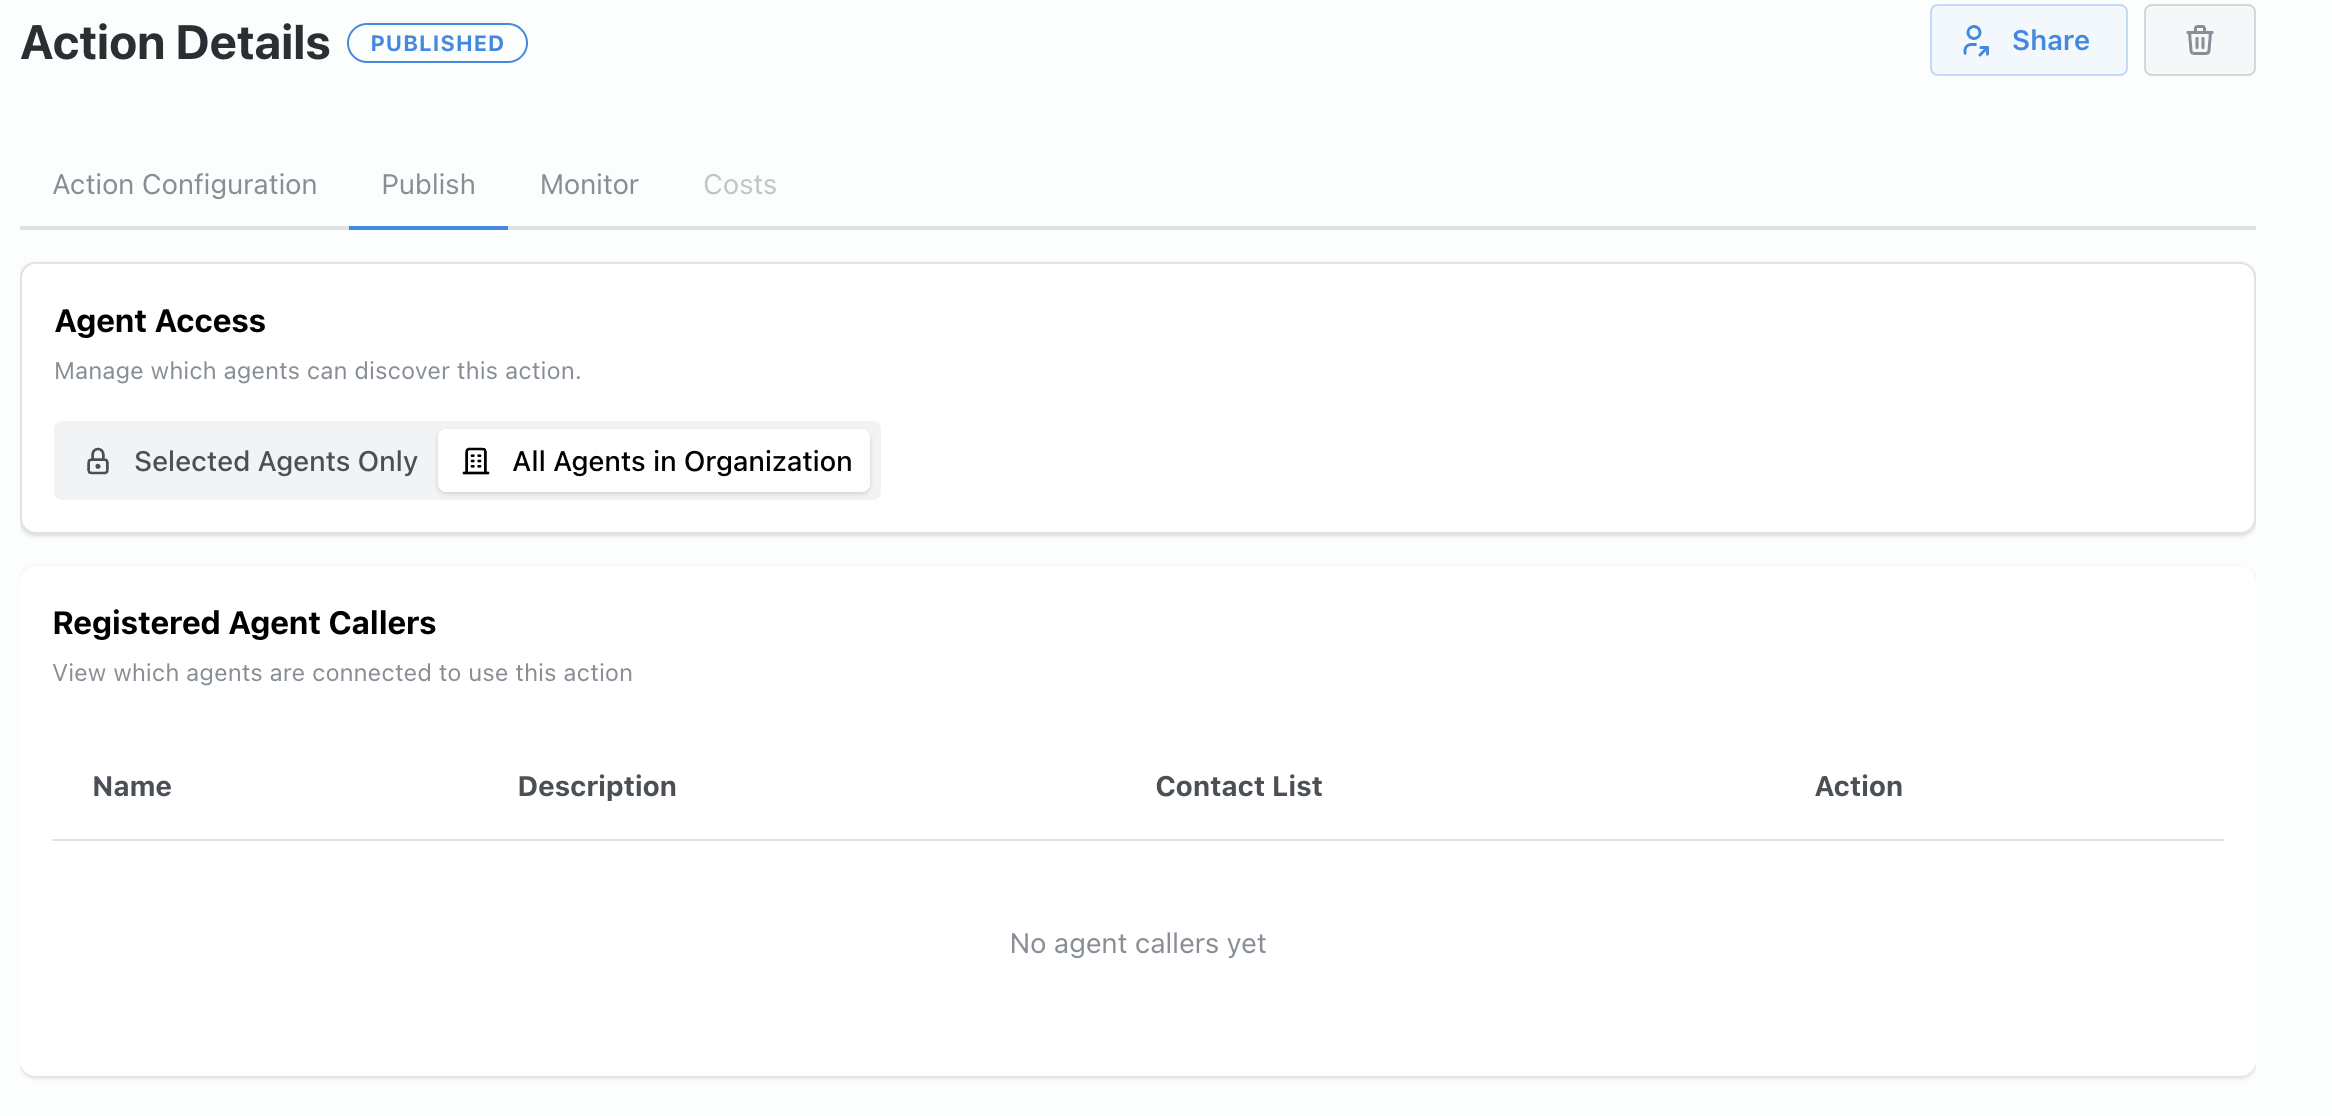 Action Details PUBLISHED Share
Action Configuration Publish Monitor Costs
Agent Access
Manage which agents can discover this action.
Selected Agents Only All Agents in Organization
Registered Agent Callers
View which agents are connected to use this action
Name Description Contact List Action
No agent callers yet